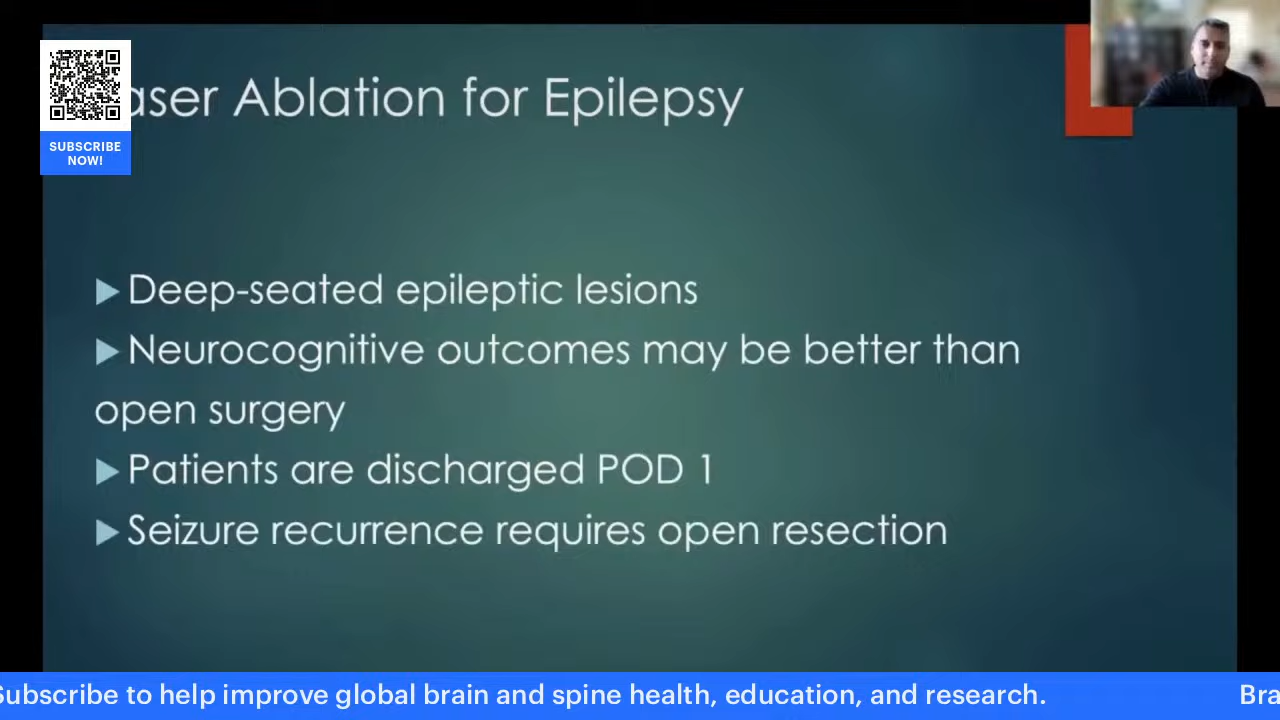 aser Ablation for Epilepsy
SUBSCRIBE
NOW!
▶Deep-seated epileptic lesions
▶Neurocognitive outcomes may be better than
open surgery
▶Patients are discharged POD 1
▶Seizure recurrence requires open resection
Subscribe to help improve global brain and spine health, education, and research. Bra